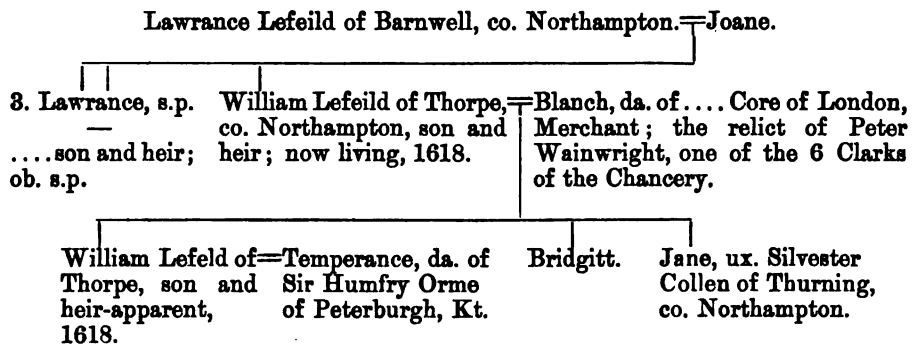 Lawrance Lefeild of Barnwell, co. Northampton.=Joane.
3. Lawrance, s.p.
—
....son and heir;
ob. s.p.
William Lefeild of Thorpe,=
co. Northampton, son and
heir; now living, 1618.
Blanch, da. of.... Core of London,
Merchant; the relict of Peter
Wainwright, one of the 6 Clarks
of the Chancery.
William Lefeld of=
Thorpe, son and
heir-apparent,
1618.
Temperance, da. of
Sir Humfry Orme
of Peterburgh, Kt.
Bridgitt.
Jane, ux. Silvester
Collen of Thurning,
co. Northampton.